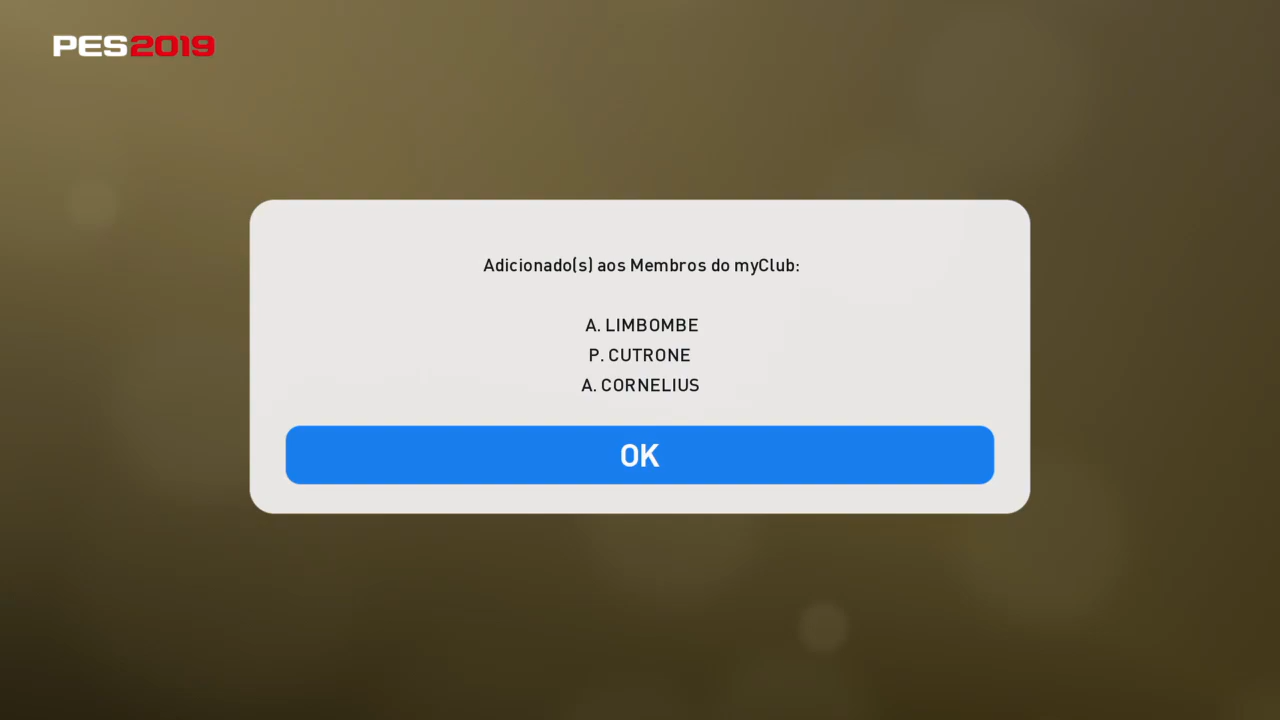 PES2019
Adicionado(s) aos Membros do myClub:
A. LIMBOMBE
P. CUTRONE
A. CORNELIUS
OK